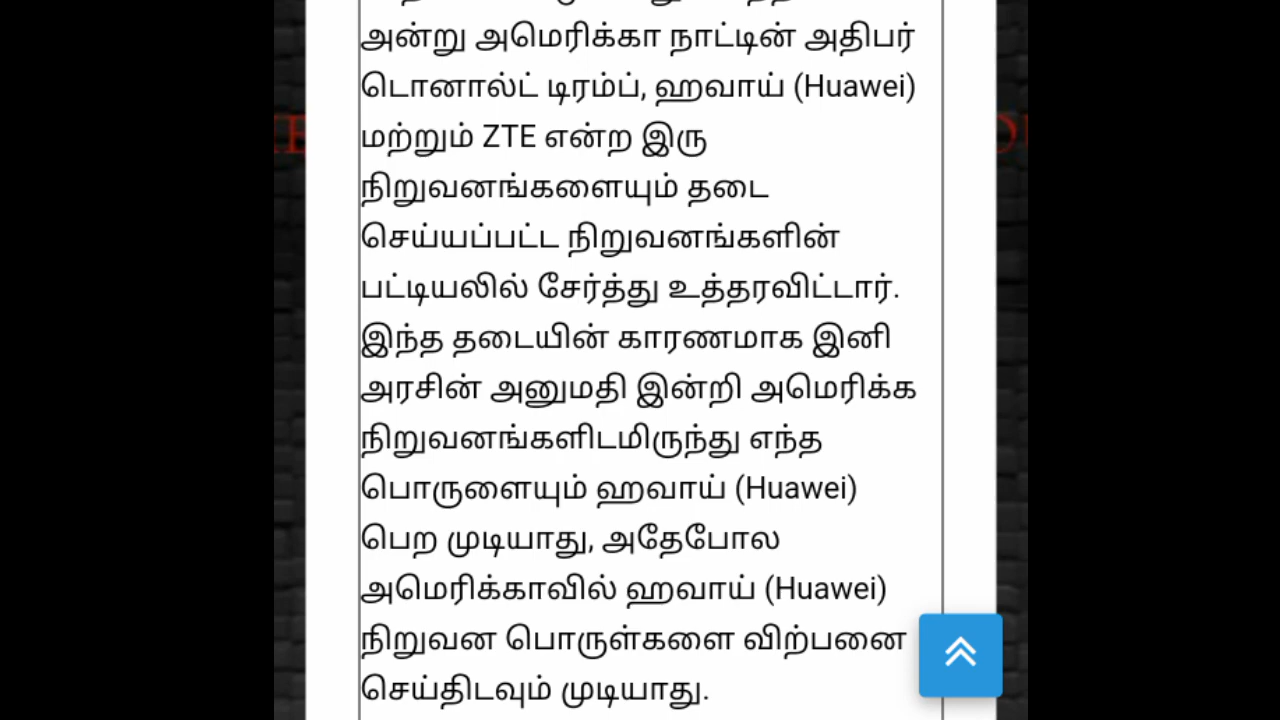 அன்று அமெரிக்கா நாட்டின் அதிபர்
டொனால்ட் டிரம்ப், ஹவாய் (Huawei)
மற்றும் ZTE என்ற இரு
நிறுவனங்களையும் தடை
செய்யப்பட்ட நிறுவனங்களின்
பட்டியலில் சேர்த்து உத்தரவிட்டார்.
இந்த தடையின் காரணமாக இனி
அரசின் அனுமதி இன்றி அமெரிக்க
நிறுவனங்களிடமிருந்து எந்த
பொருளையும் ஹவாய் (Huawei)
பெற முடியாது, அதேபோல
அமெரிக்காவில் ஹவாய் (Huawei)
நிறுவன பொருள்களை விற்பனை
செய்திடவும் முடியாது.